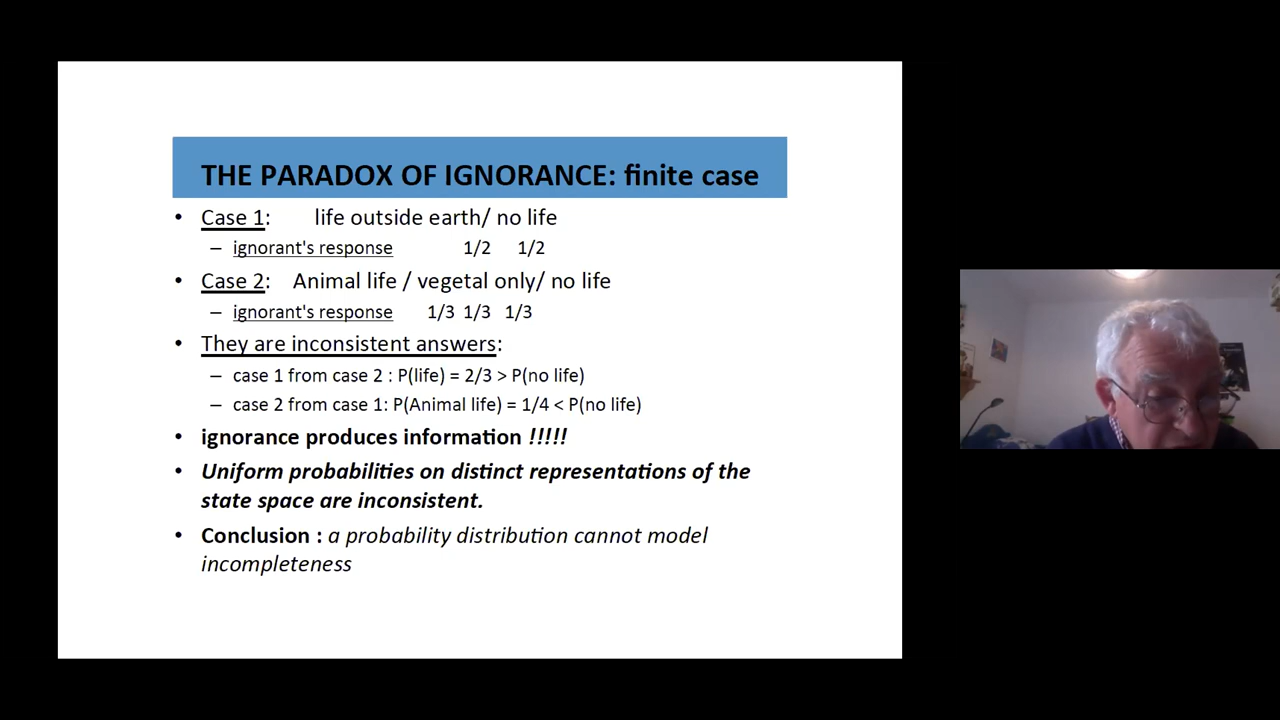 THE PARADOX OF IGNORANCE: finite case
• Case 1: life outside earth/ no life
– ignorant's response 1/2 1/2
• Case 2: Animal life / vegetal only/ no life
– ignorant's response 1/3 1/3 1/3
• They are inconsistent answers:
– case 1 from case 2 : P(life) = 2/3 > P(no life)
– case 2 from case 1: P(Animal life) = 1/4 < P(no life)
• ignorance produces information !!!!!
• Uniform probabilities on distinct representations of the
state space are inconsistent.
• Conclusion : a probability distribution cannot model
incompleteness